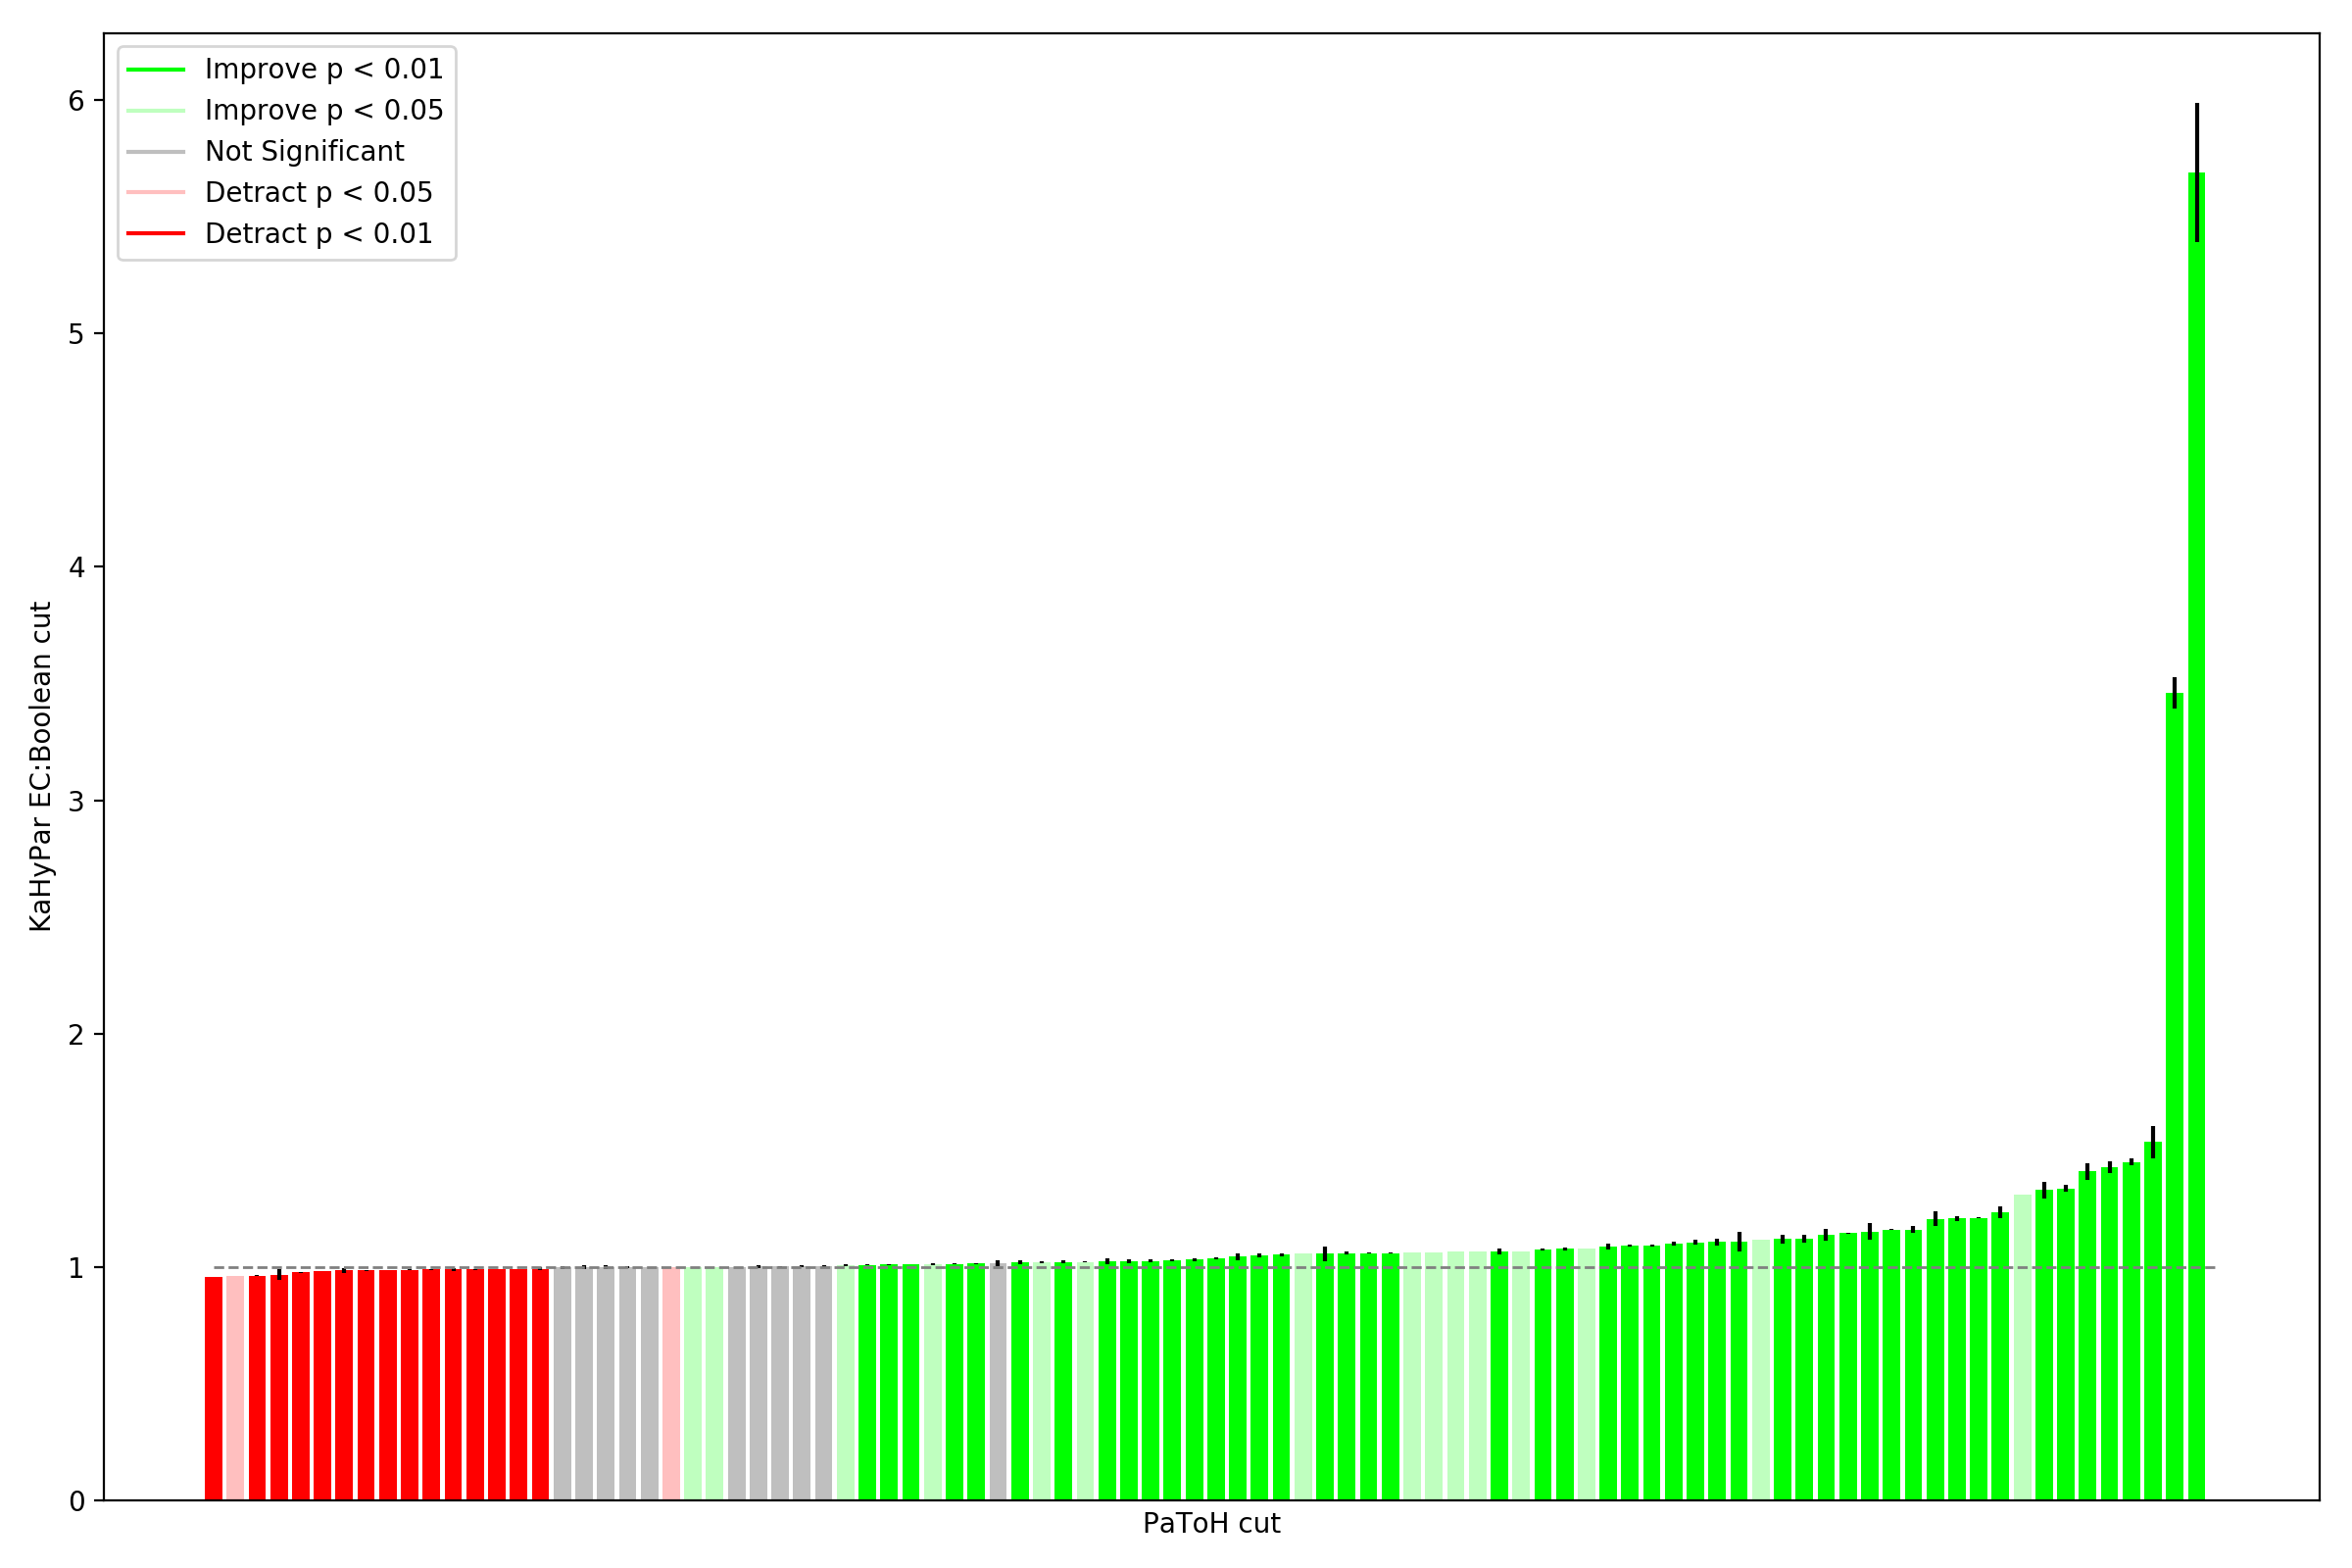 Improve p < 0.01
Improve p < 0.05
Not Significant
Detract p < 0.05
Detract p < 0.01
6
5
4
3
2
1
0
KaHyPar EC:Boolean cut
PaToH cut